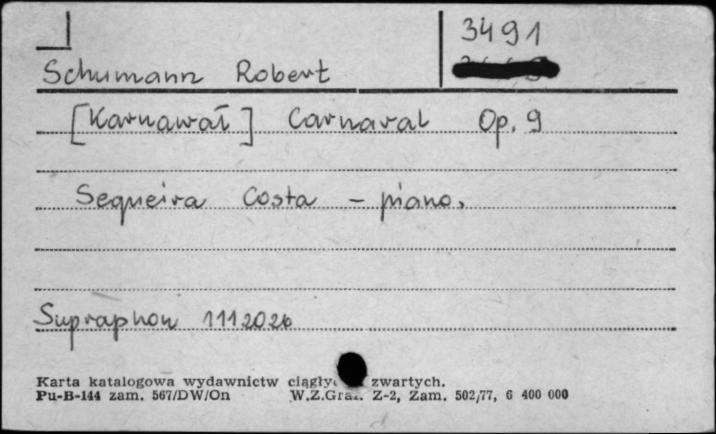 3491
Schumann Robert
[Karnawał] Carnaval Op. 9
Sequeira Costa – piano.
Supraphon 1112026
Karta katalogowa wydawnictw zwartych.
Pu-B-144 zam. 567/DW/On W.Z.Graf. Z-2, Zam. 502/77, 6 400 000